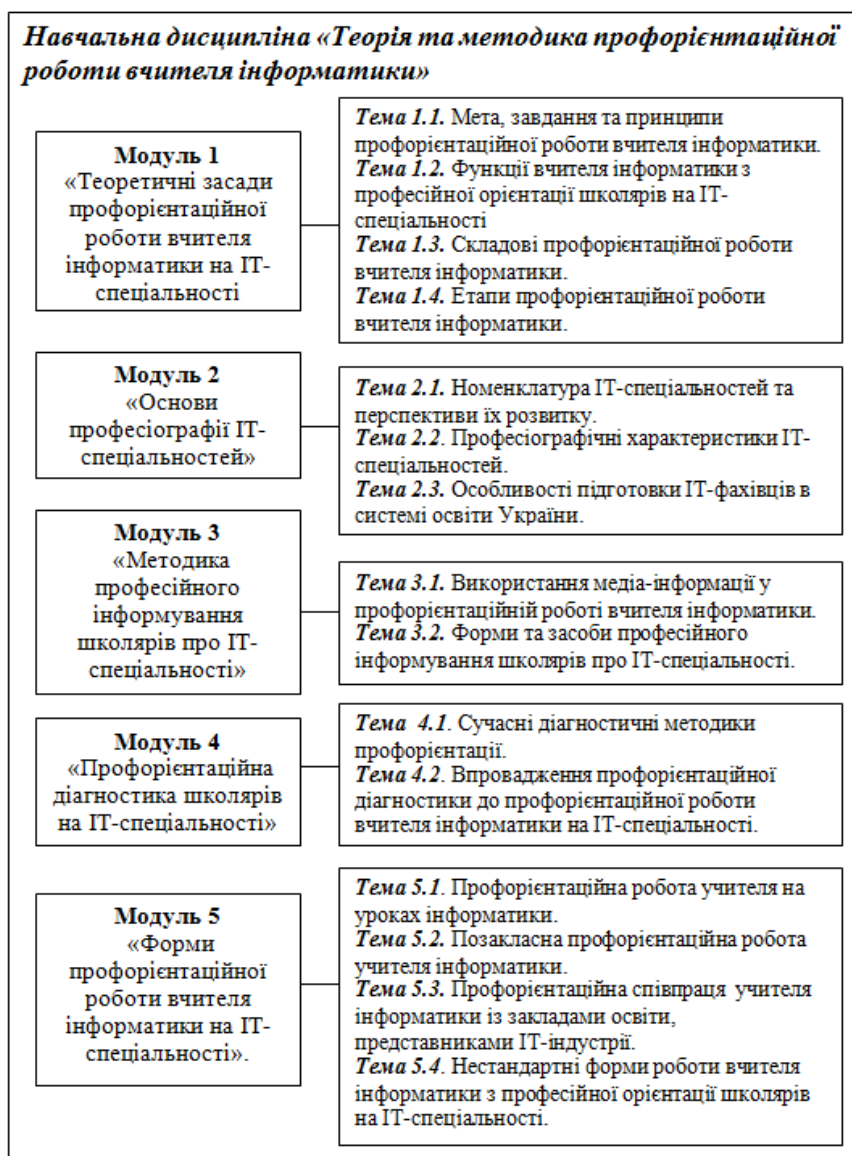 Навчальна дисципліна «Теорія та методика профорієнтаційної
роботи вчителя інформатики»
Модуль 1
«Теоретичні засади
профорієнтаційної
роботи вчителя
інформатики на ІТ-
спеціальності
Тема 1.1. Мета, завдання та принципи
профорієнтаційної роботи вчителя інформатики.
Тема 1.2. Функції вчителя інформатики з
професійної орієнтації школярів на ІТ-
спеціальності
Тема 1.3. Складові профорієнтаційної роботи
вчителя інформатики.
Тема 1.4. Етапи профорієнтаційної роботи
вчителя інформатики.
Модуль 2
«Основи
професіографії ІТ-
спеціальностей»
Тема 2.1. Номенклатура ІТ-спеціальностей та
перспективи їх розвитку.
Тема 2.2. Професіографічні характеристики ІТ-
спеціальностей.
Тема 2.3. Особливості підготовки ІТ-фахівців в
системі освіти України.
Модуль 3
«Методика
професійного
інформування
школярів про ІТ-
спеціальності»
Тема 3.1. Використання медіа-інформації у
профорієнтаційній роботі вчителя інформатики.
Тема 3.2. Форми та засоби професійного
інформування школярів про ІТ-спеціальності.
Модуль 4
«Профорієнтаційна
діагностика школярів
на ІТ-спеціальності»
Тема 4.1. Сучасні діагностичні методики
профорієнтації.
Тема 4.2. Впровадження профорієнтаційної
діагностики до профорієнтаційної роботи
вчителя інформатики на ІТ-спеціальності.
Модуль 5
«Форми
профорієнтаційної
роботи вчителя
інформатики на ІТ-
спеціальності».
Тема 5.1. Профорієнтаційна робота учителя на
уроках інформатики.
Тема 5.2. Позакласна профорієнтаційна робота
учителя інформатики.
Тема 5.3. Профорієнтаційна співпраця учителя
інформатики із закладами освіти,
представниками ІТ-індустрії.
Тема 5.4. Нестандартні форми роботи вчителя
інформатики з професійної орієнтації школярів
на ІТ-спеціальності.